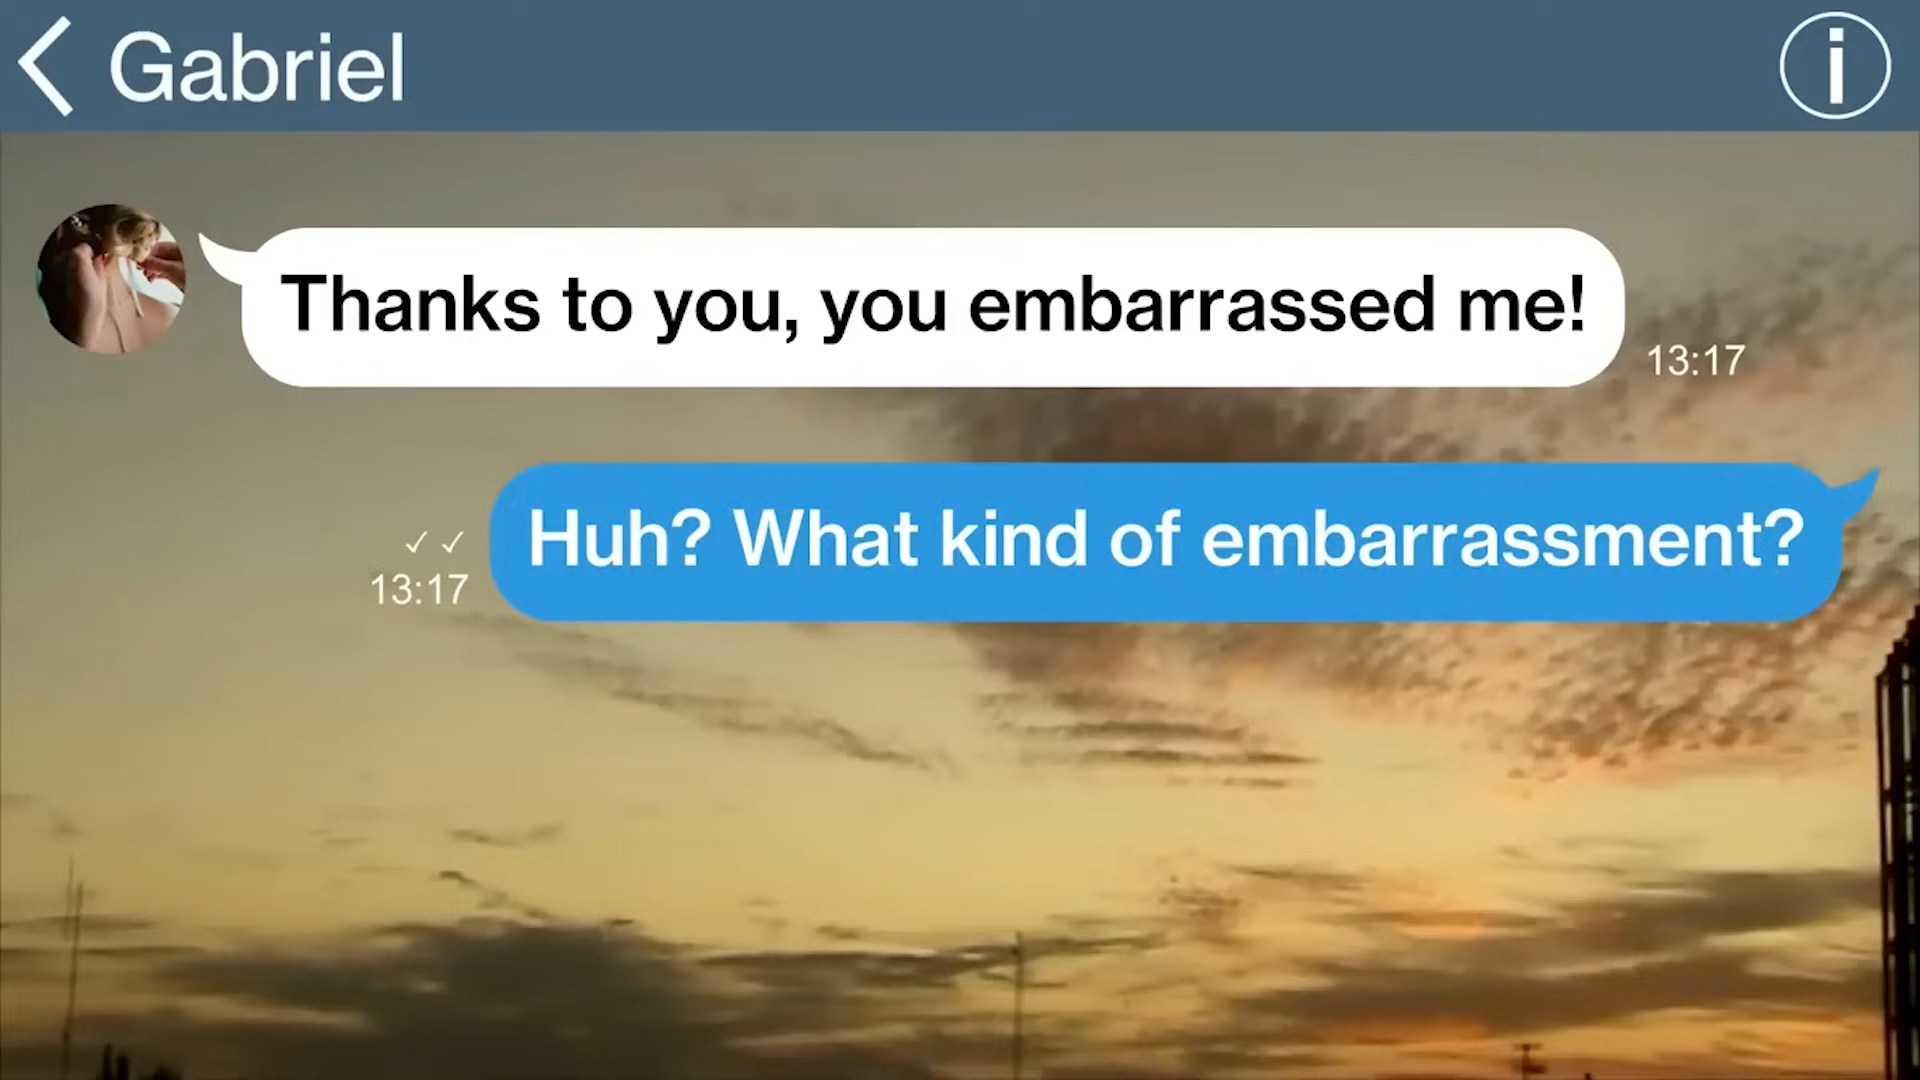 Gabriel
Thanks to you, you embarrassed me!
13:17
Huh? What kind of embarrassment?
13:17